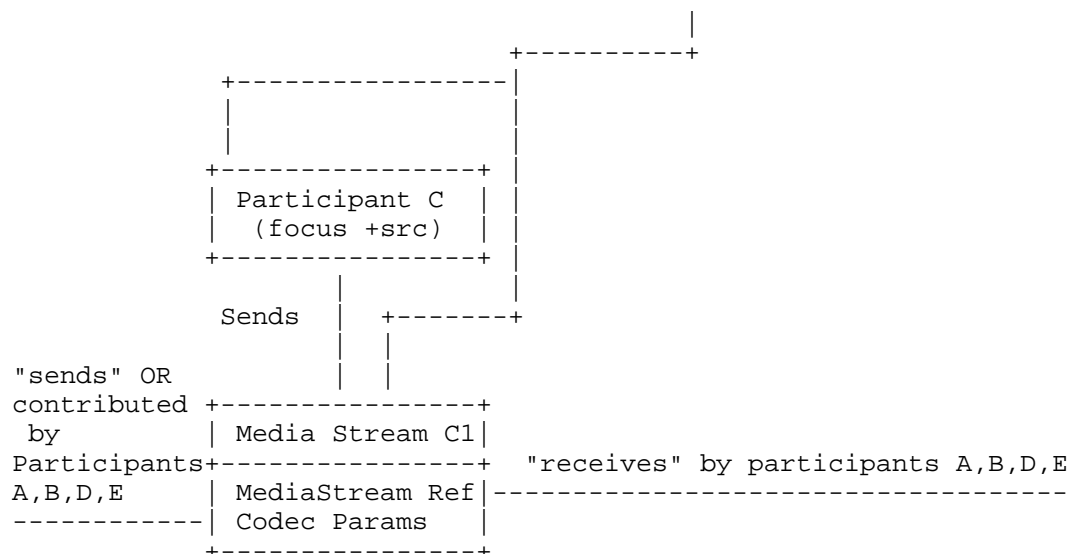 Participant C
(focus +src)
Sends
"sends" OR
contributed
by
Media Stream C1
Participants
"receives" by participants A,B,D,E
A,B,D,E
MediaStream Ref
Codec Params